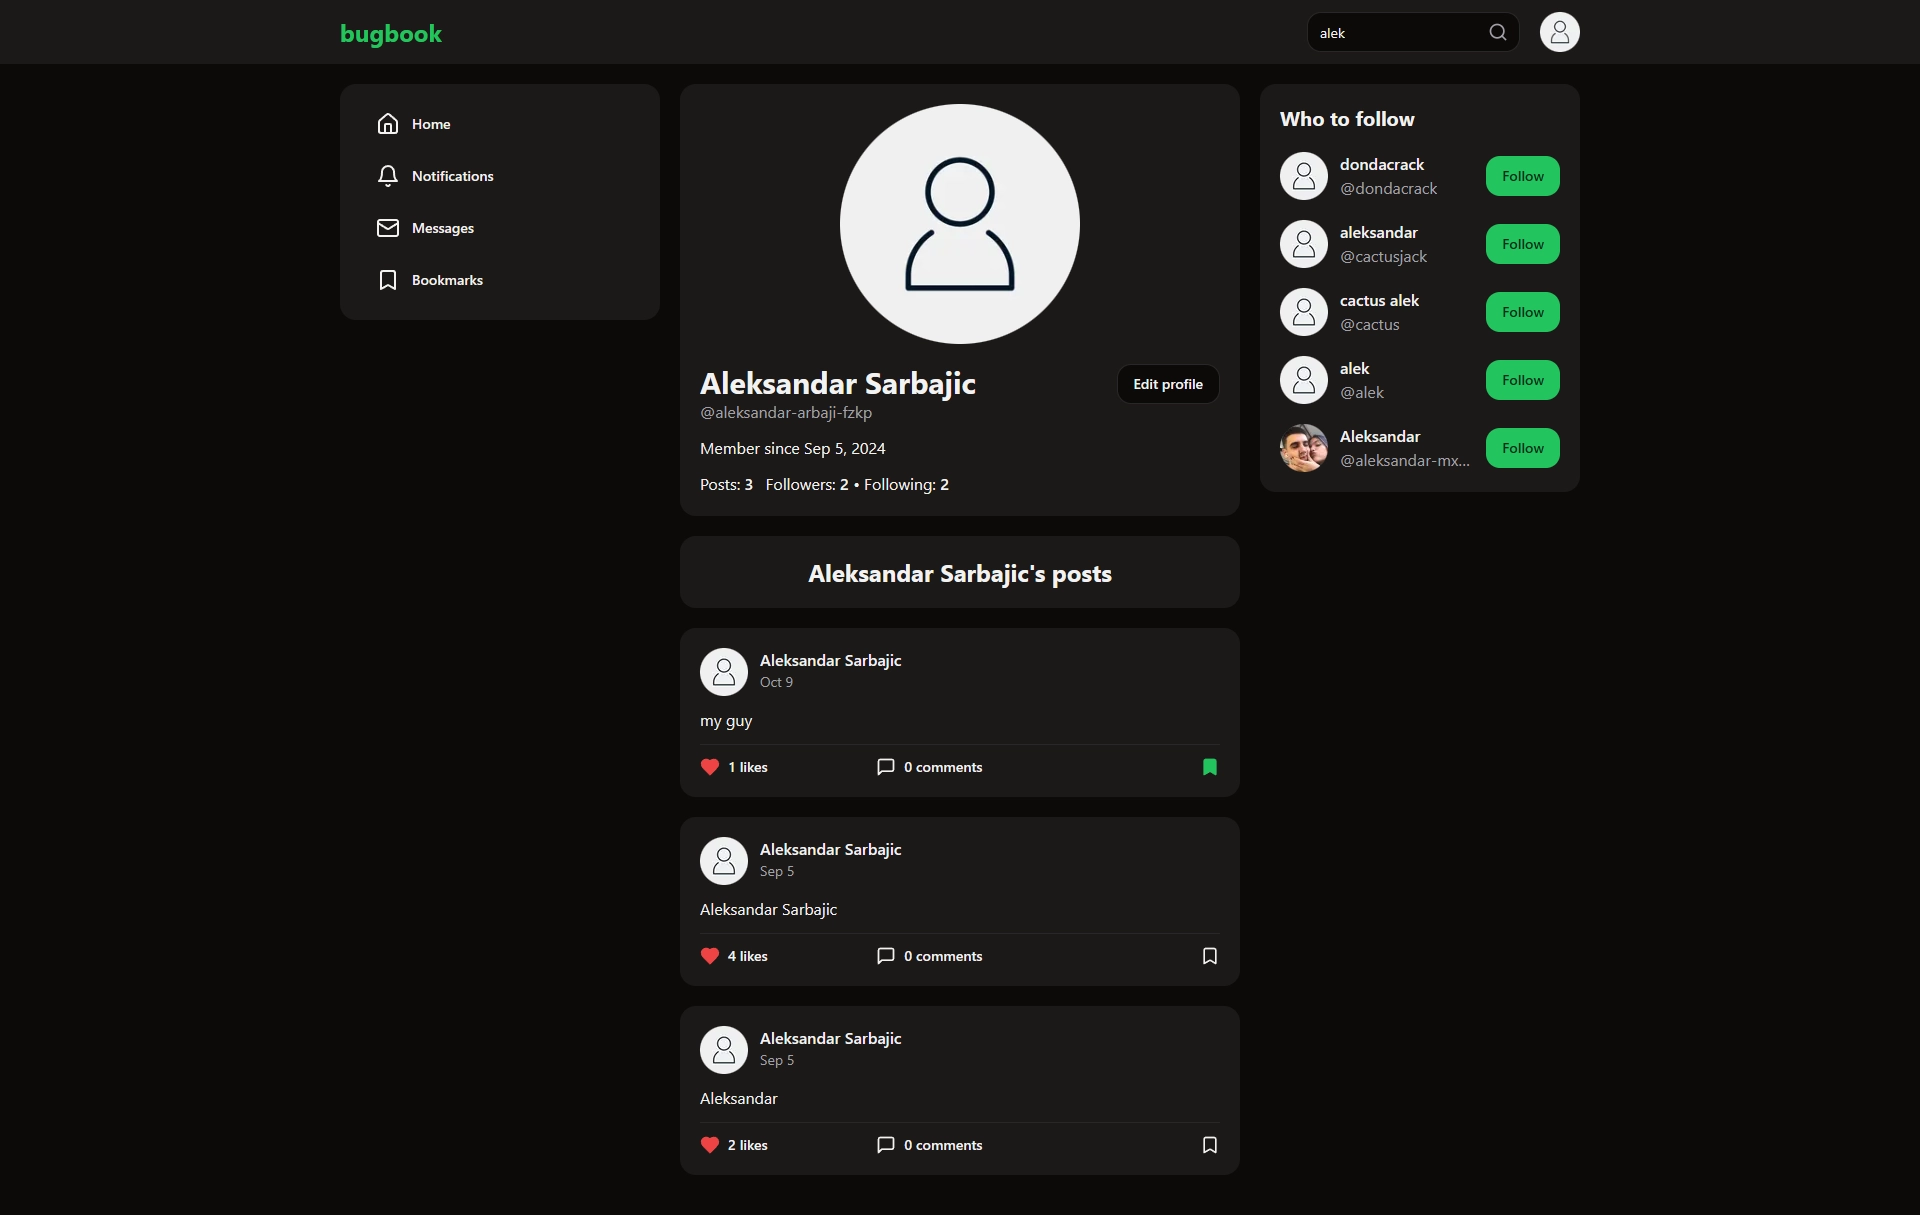 bugbook
alek
Home
Notifications
Messages
Bookmarks
Aleksandar Sarbajic
Edit profile
@aleksandar-arbaji-fzkp
Member since Sep 5, 2024
Posts: 3 Followers: 2 • Following: 2
Aleksandar Sarbajic's posts
Aleksandar Sarbajic
Oct 9
my guy
1 likes
0 comments
Aleksandar Sarbajic
Sep 5
Aleksandar Sarbajic
4 likes
0 comments
Aleksandar Sarbajic
Sep 5
Aleksandar
2 likes
0 comments
Who to follow
dondacrack
@dondacrack
Follow
aleksandar
@cactusjack
Follow
cactus alek
@cactus
Follow
alek
@alek
Follow
Aleksandar
@aleksandar-mx...
Follow